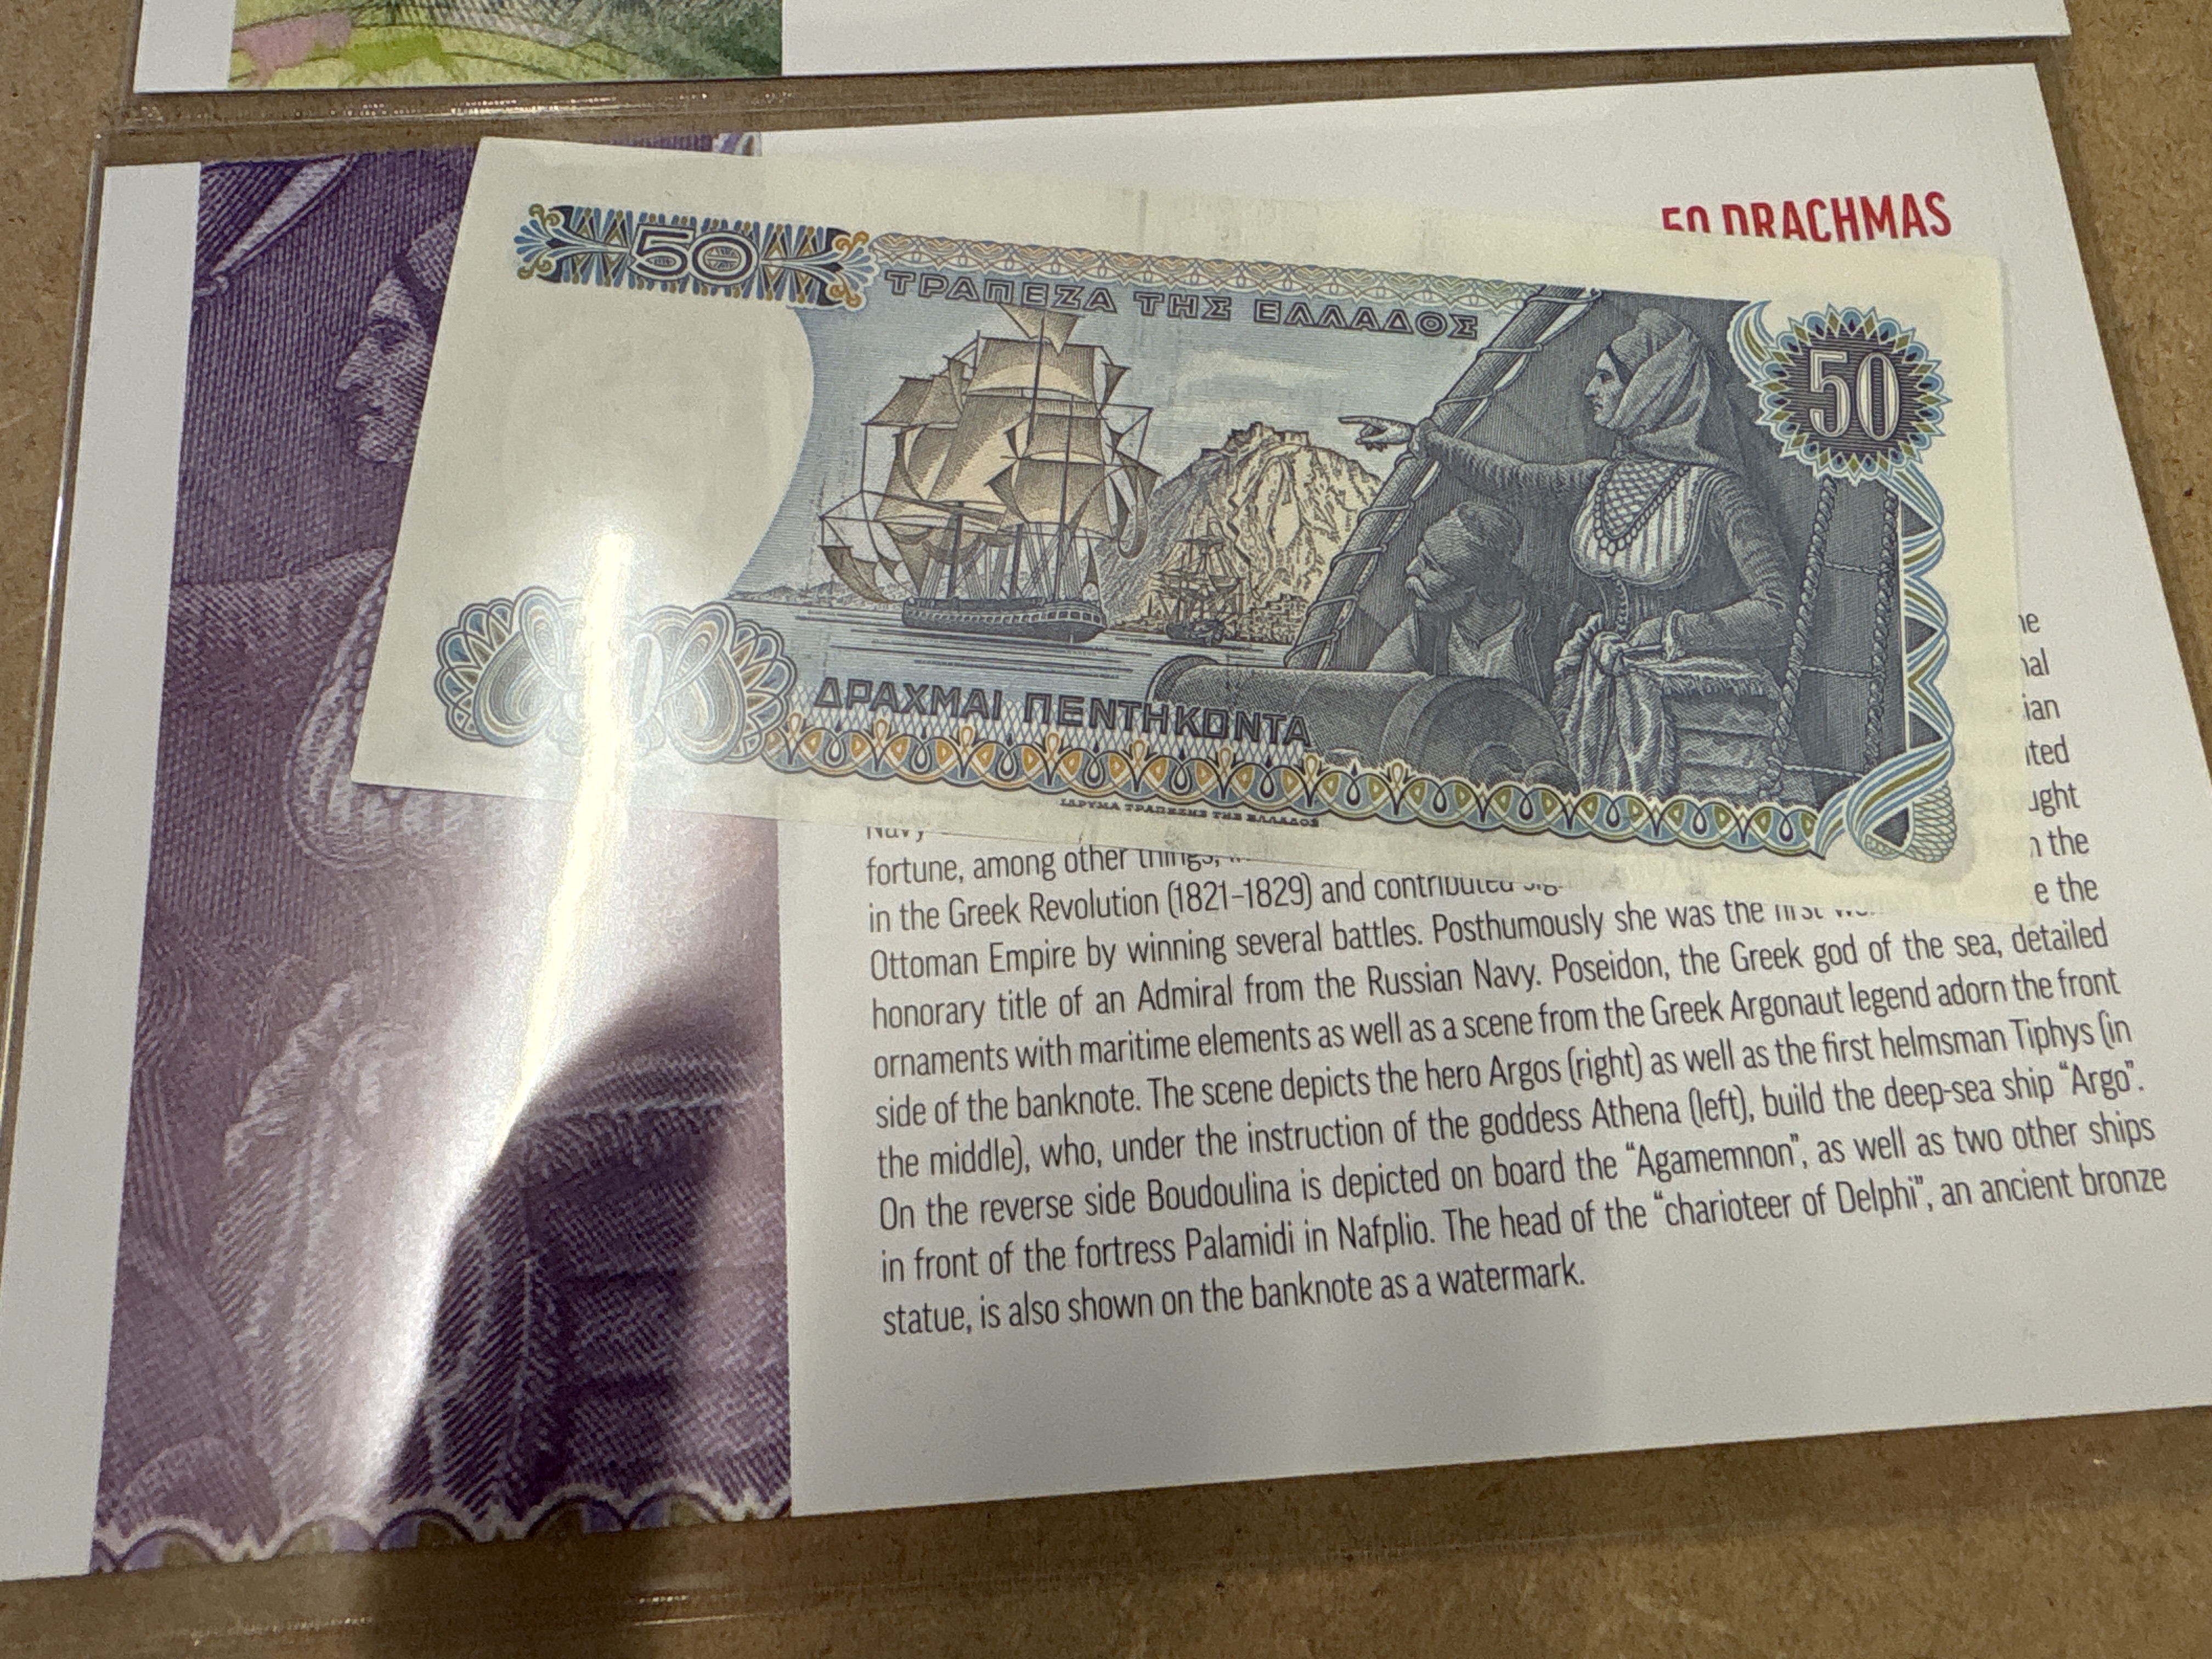 50 DRACHMAS
50
ΤΡΑΠΕΖΑ ΤΗΣ ΕΛΛΑΔΟΣ
50
ΔΡΑΧΜΑΙ ΠΕΝΤΗΚΟΝΤΑ
ΙΔΡΥΜΑ ΤΡΑΠΕΖΗΣ ΤΗΣ ΕΛΛΑΔΟΣ
Navy
fortune, among other things,
in the Greek Revolution (1821–1829) and contributed
Ottoman Empire by winning several battles. Posthumously she was the first
e the
honorary title of an Admiral from the Russian Navy. Poseidon, the Greek god of the sea, detailed
ornaments with maritime elements as well as a scene from the Greek Argonaut legend adorn the front
side of the banknote. The scene depicts the hero Argos (right) as well as the first helmsman Tiphys (in
the middle), who, under the instruction of the goddess Athena (left), build the deep-sea ship “Argo”.
On the reverse side Boudoulina is depicted on board the “Agamemnon”, as well as two other ships
in front of the fortress Palamidi in Nafplio. The head of the “charioteer of Delphi”, an ancient bronze
statue, is also shown on the banknote as a watermark.